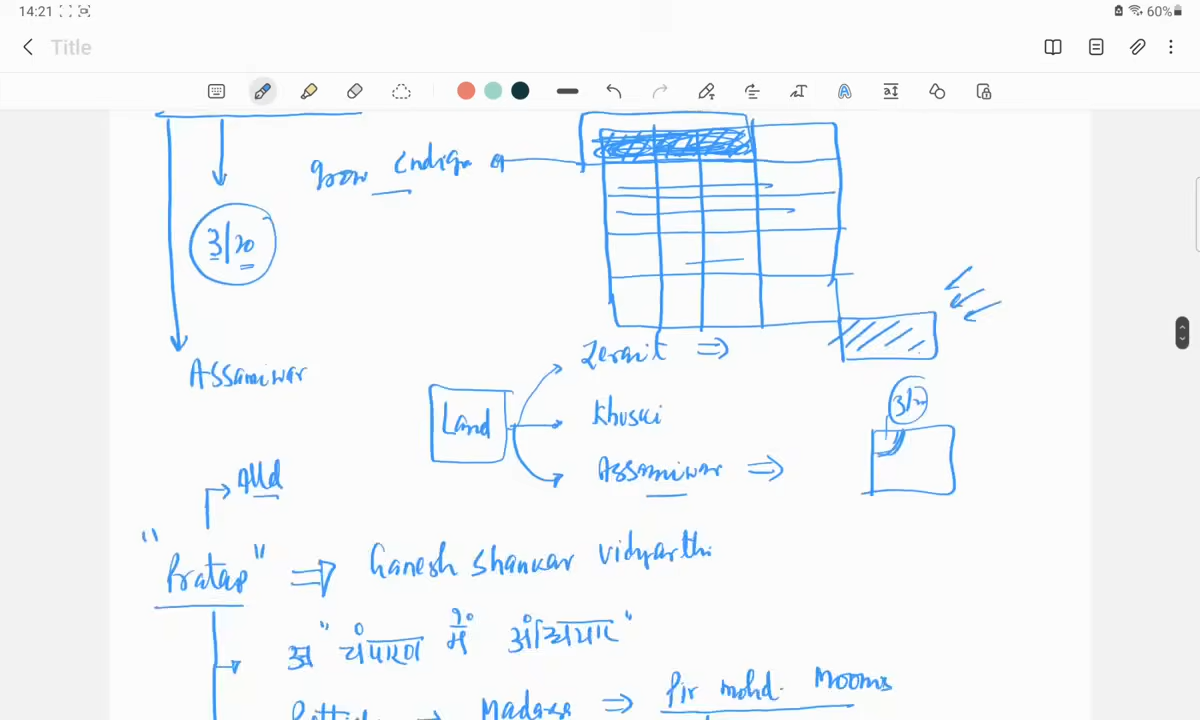 14:21 60%
Title
Grow Indigo
3/20
Zerait ⇒
Assamiwar
Land
Khuski
3/20
Assamiwar ⇒
Alld
"Pratap" ⇒ Ganesh Shankar Vidyarthi
" चंपारण में अंधियार "
Madarsa ⇒ Pir mohd. Moonis